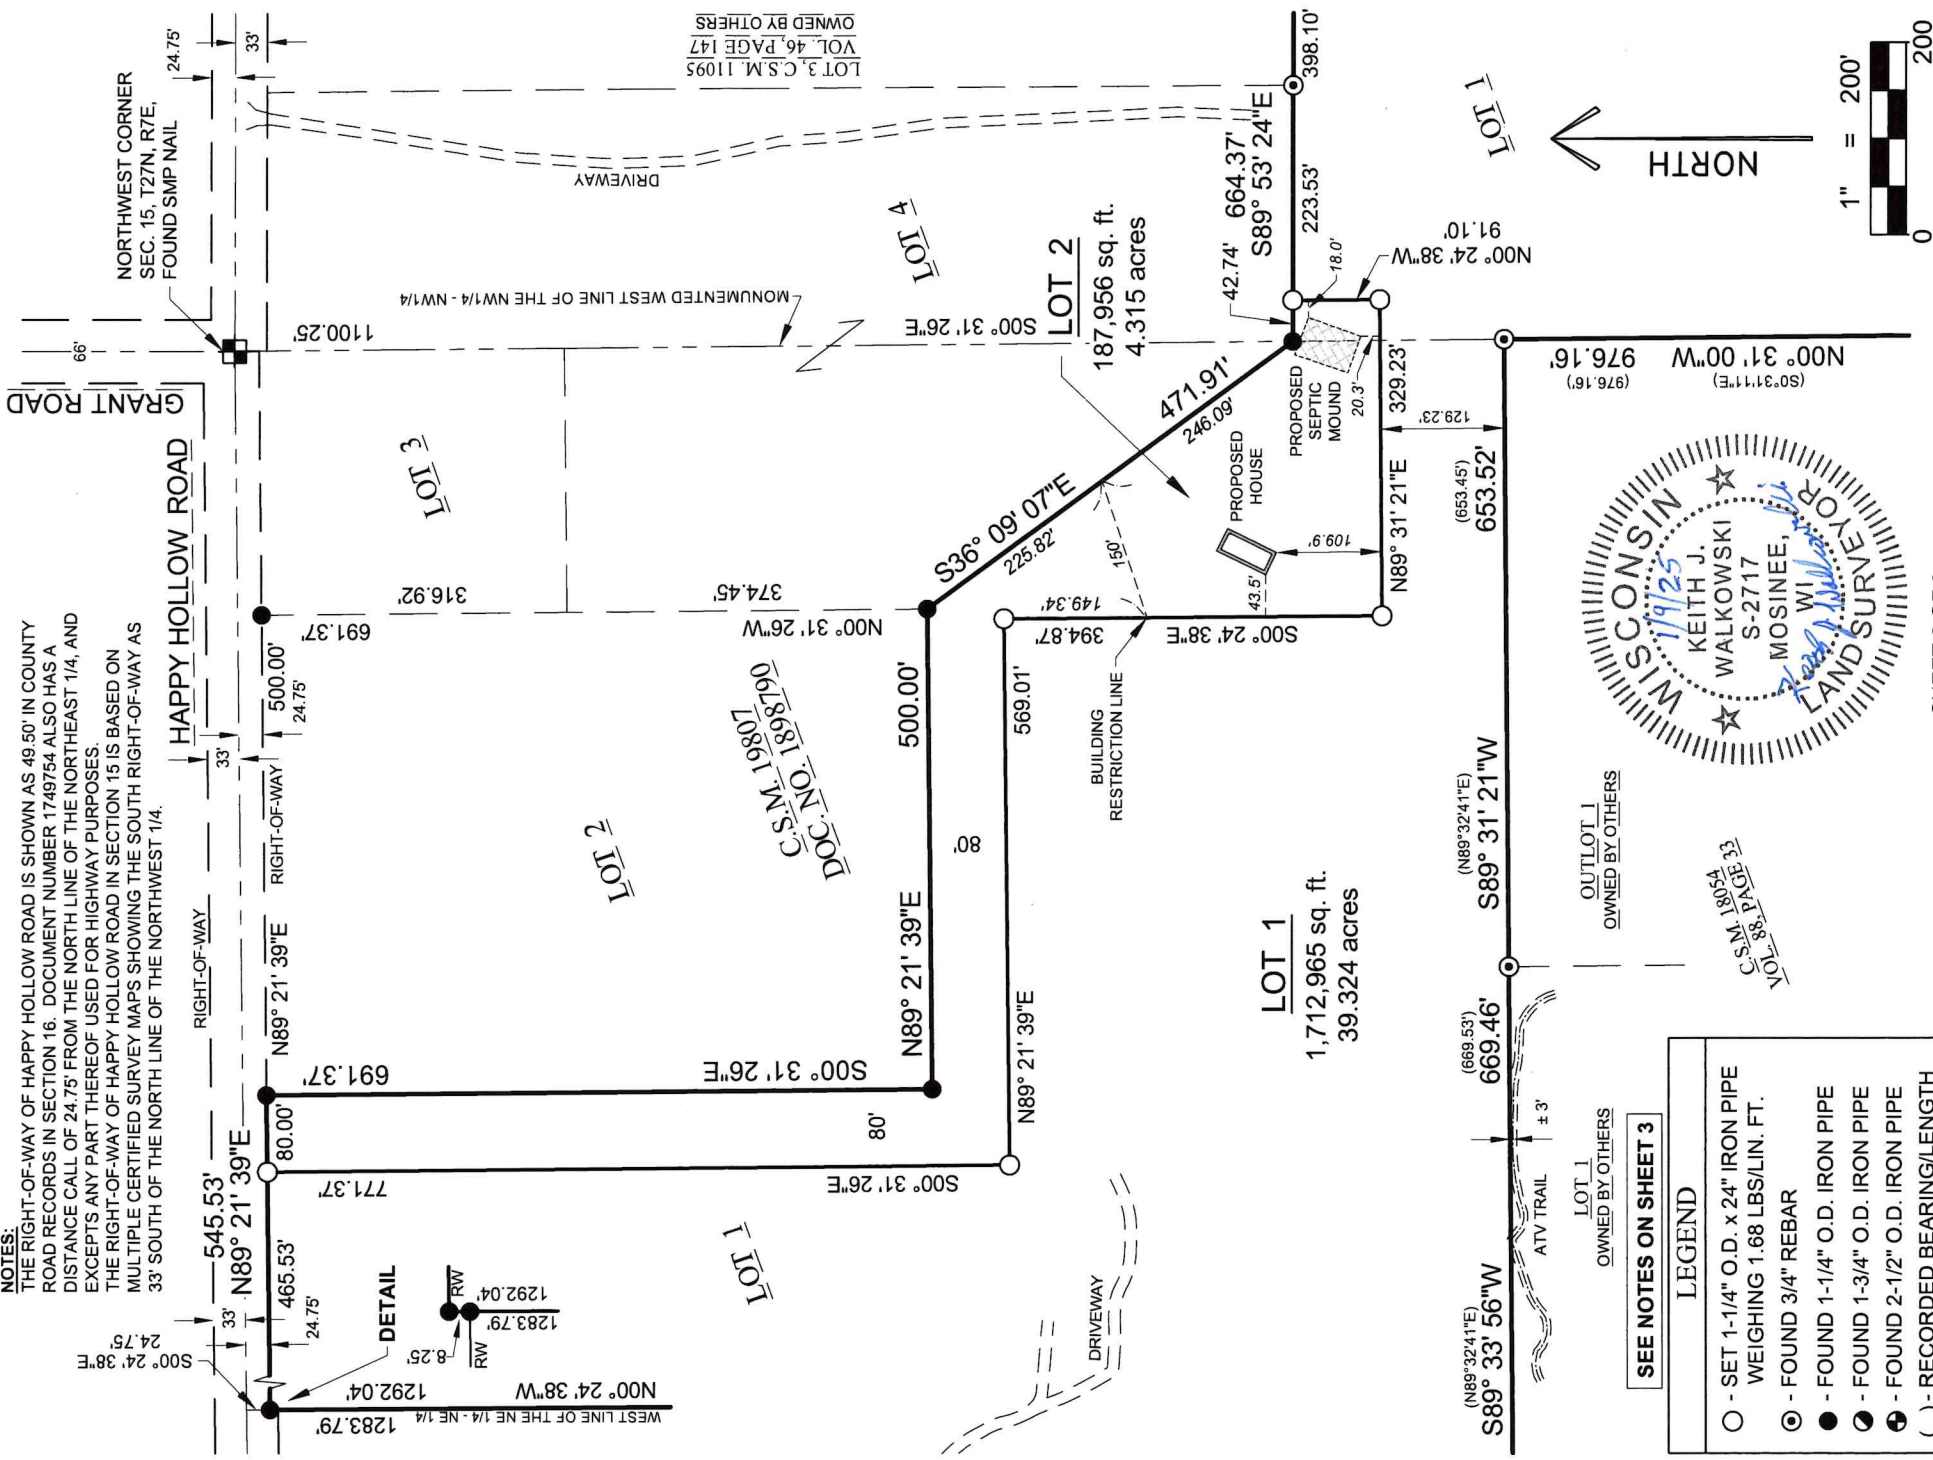 NOTES:
THE RIGHT-OF-WAY OF HAPPY HOLLOW ROAD IS SHOWN AS 49.50' IN COUNTY
ROAD RECORDS IN SECTION 16. DOCUMENT NUMBER 1749754 ALSO HAS A
DISTANCE CALL OF 24.75' FROM THE NORTH LINE OF THE NORTHEAST 1/4, AND
EXCEPTS ANY PART THEREOF USED FOR HIGHWAY PURPOSES.
THE RIGHT-OF-WAY OF HAPPY HOLLOW ROAD IN SECTION 15 IS BASED ON
MULTIPLE CERTIFIED SURVEY MAPS SHOWING THE SOUTH RIGHT-OF-WAY AS
33' SOUTH OF THE NORTH LINE OF THE NORTHWEST 1/4.
GRANT ROAD
66'
NORTHWEST CORNER
SEC. 15, T27N, R7E,
FOUND SMP NAIL
24.75'
33'
HAPPY HOLLOW ROAD
33'
24.75'
RIGHT-OF-WAY
RIGHT-OF-WAY
S00° 24' 38"E
24.75'
33'
24.75'
545.53'
N89° 21' 39"E
465.53'
80.00'
N89° 21' 39"E
500.00'
DETAIL
RW
RW
8.25'
1283.79'
1292.04'
1283.79'
1292.04'
N00° 24' 38"W
WEST LINE OF THE NE 1/4 - NE 1/4
LOT 1
771.37'
S00° 31' 26"E
80'
691.37'
S00° 31' 26"E
LOT 2
C.S.M. 19807
DOC. NO. 1898790
691.37'
316.92'
374.45'
N00° 31' 26"W
LOT 3
1100.25'
MONUMENTED WEST LINE OF THE NW1/4 - NW1/4
S00° 31' 26"E
LOT 4
DRIVEWAY
LOT 3, C.S.M. 11095
VOL. 46, PAGE 147
OWNED BY OTHERS
N89° 21' 39"E
500.00'
80'
N89° 21' 39"E
569.01'
S36° 09' 07"E
471.91'
225.82'
246.09'
LOT 2
187,956 sq. ft.
4.315 acres
42.74'
664.37'
S89° 53' 24"E
223.53'
398.10'
18.0'
N00° 24' 38"W
91.10'
PROPOSED
SEPTIC
MOUND
20.3'
PROPOSED
HOUSE
109.9'
43.5'
150'
149.34'
394.87'
S00° 24' 38"E
BUILDING
RESTRICTION LINE
N89° 31' 21"E
329.23'
129.23'
LOT 1
1,712,965 sq. ft.
39.324 acres
LOT 1
NORTH
1" = 200'
0
200
DRIVEWAY
(N89°32'41"E)
S89° 33' 56"W
(669.53')
669.46'
(N89°32'41"E)
S89° 31' 21"W
(653.45')
653.52'
(976.16')
976.16'
N00° 31' 00"W
(S0°31'11"E)
ATV TRAIL
± 3'
LOT 1
OWNED BY OTHERS
OUTLOT 1
OWNED BY OTHERS
C.S.M. 18054
VOL. 88, PAGE 33
WISCONSIN
1/9/25
KEITH J.
WALKOWSKI
S-2717
MOSINEE,
WI
LAND SURVEYOR
SEE NOTES ON SHEET 3
LEGEND
- SET 1-1/4" O.D. x 24" IRON PIPE
WEIGHING 1.68 LBS/LIN. FT.
- FOUND 3/4" REBAR
- FOUND 1-1/4" O.D. IRON PIPE
- FOUND 1-3/4" O.D. IRON PIPE
- FOUND 2-1/2" O.D. IRON PIPE
( ) - RECORDED BEARING/LENGTH